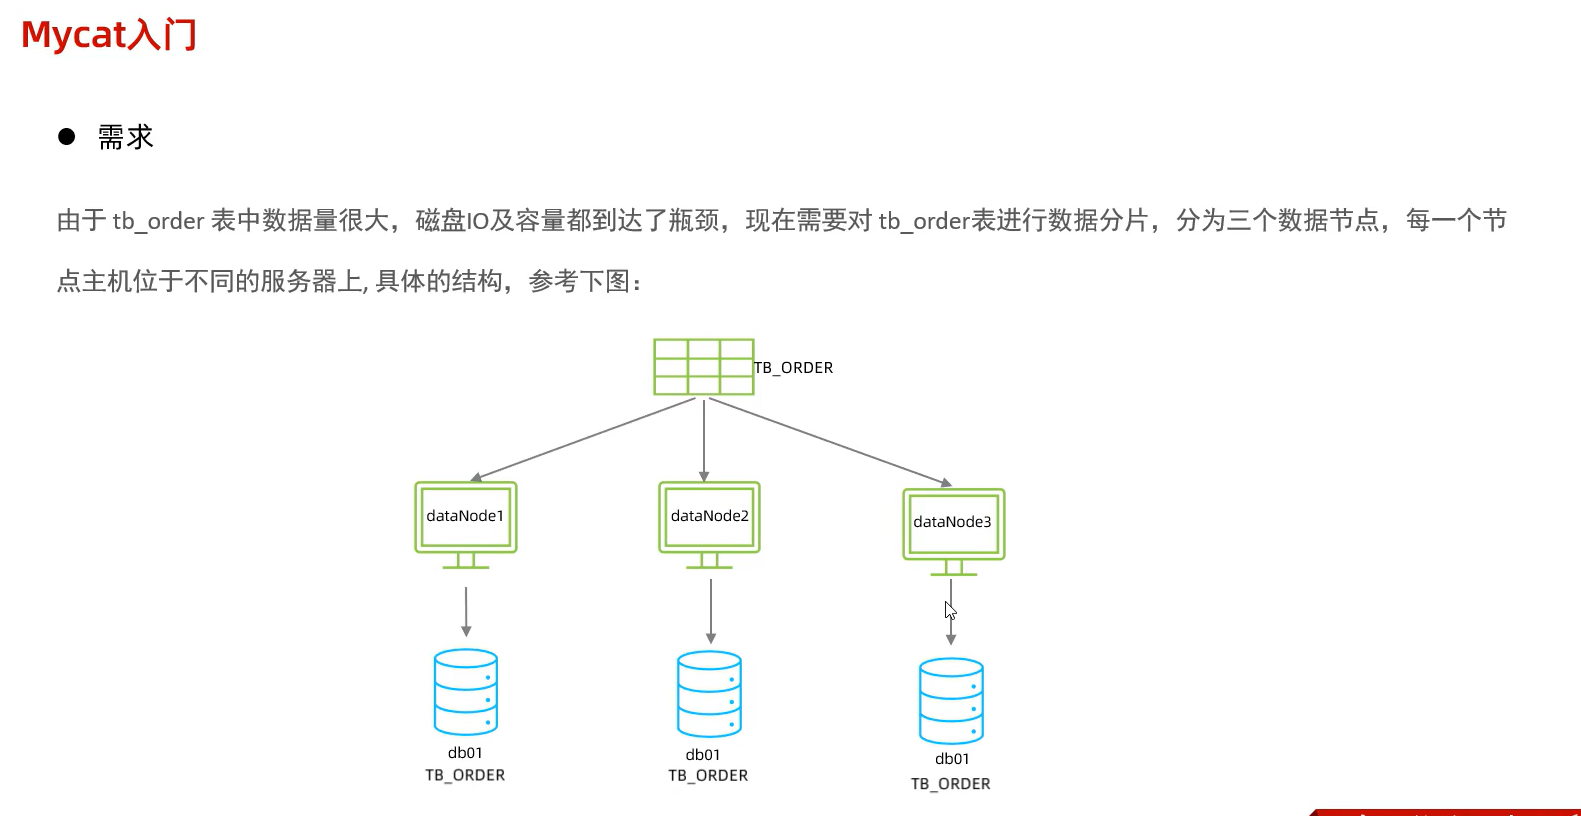 Mycat入门
● 需求
由于 tb_order 表中数据量很大，磁盘IO及容量都到达了瓶颈，现在需要对 tb_order表进行数据分片，分为三个数据节点，每一个节
点主机位于不同的服务器上, 具体的结构，参考下图：
TB_ORDER
dataNode1 dataNode2 dataNode3
db01 db01 db01
TB_ORDER TB_ORDER TB_ORDER